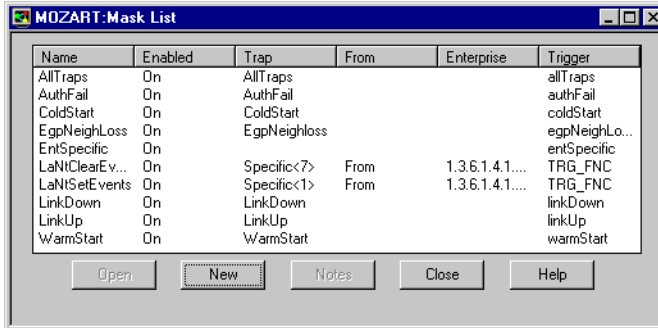 MOZART:Mask List
Name Enabled Trap From Enterprise Trigger
AllTraps On AllTraps allTraps
AuthFail On AuthFail authFail
ColdStart On ColdStart coldStart
EgpNeighLoss On EgpNeighloss egpNeighLo...
EntSpecific On entSpecific
LaNtClearEv... On Specific<7> From 1.3.6.1.4.1.... TRG_FNC
LaNtSetEvents On Specific<1> From 1.3.6.1.4.1.... TRG_FNC
LinkDown On LinkDown linkDown
LinkUp On LinkUp linkUp
WarmStart On WarmStart warmStart
Open New Notes Close Help